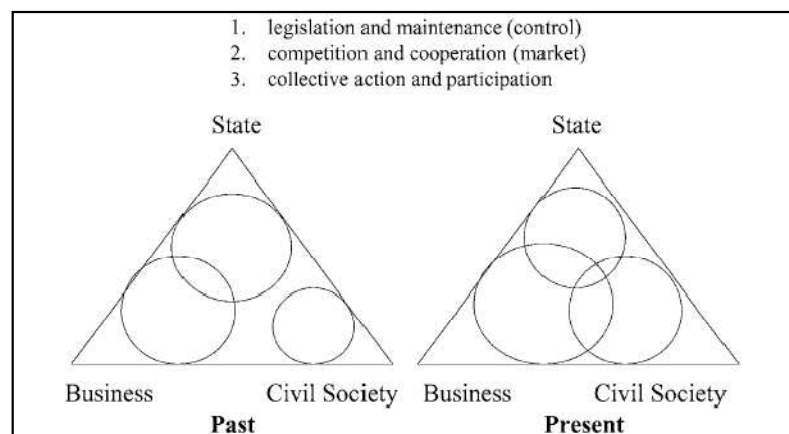 1. legislation and maintenance (control)
2. competition and cooperation (market)
3. collective action and participation
State
State
Business
Civil Society
Business
Civil Society
Past
Present